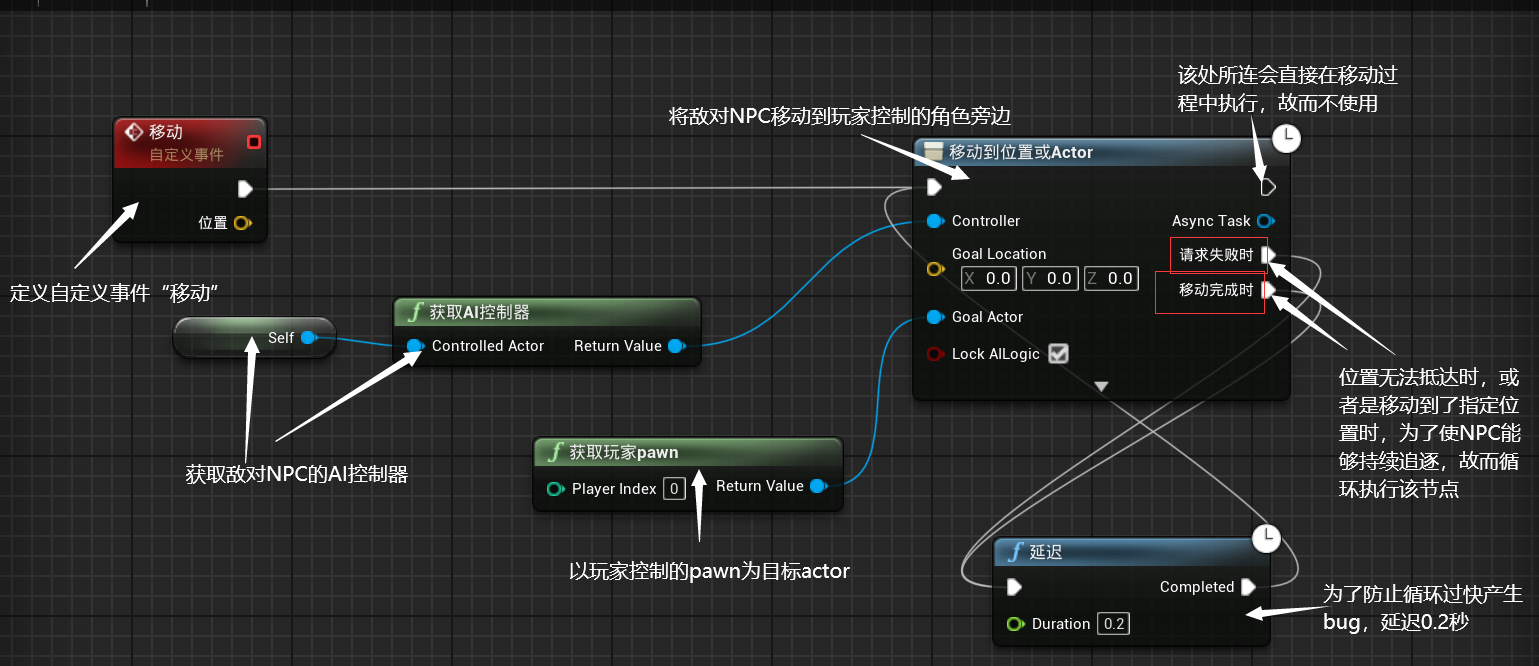 该处所连会直接在移动过
程中执行，故而不使用
将敌对NPC移动到玩家控制的角色旁边
移动
自定义事件
位置
定义自定义事件“移动”
移动到位置或Actor
Controller
Async Task
Goal Location
请求失败时
X 0.0 Y 0.0 Z 0.0
移动完成时
Goal Actor
Lock AILogic
Self
获取AI控制器
Controlled Actor
Return Value
获取敌对NPC的AI控制器
位置无法抵达时，或
者是移动到了指定位
置时，为了使NPC能
够持续追逐，故而循
环执行该节点
获取玩家pawn
Player Index 0
Return Value
以玩家控制的pawn为目标actor
延迟
Completed
Duration 0.2
为了防止循环过快产生
bug，延迟0.2秒